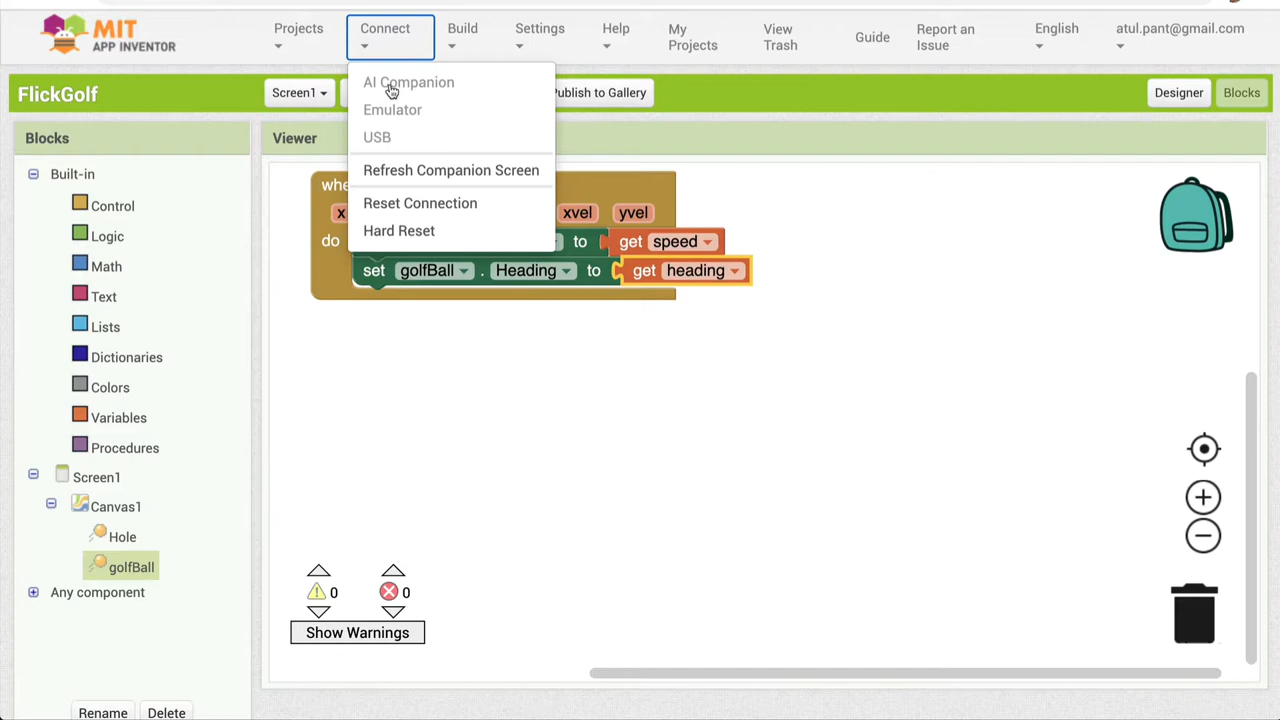 MIT
APP INVENTOR
Projects
Connect
Build
Settings
Help
My
Projects
View
Trash
Guide
Report an
Issue
English
atul.pant@gmail.com
AI Companion
Emulator
USB
Refresh Companion Screen
Reset Connection
Hard Reset
FlickGolf
Screen1
Publish to Gallery
Designer
Blocks
Blocks
Viewer
Built-in
Control
Logic
Math
Text
Lists
Dictionaries
Colors
Variables
Procedures
Screen1
Canvas1
Hole
golfBall
Any component
Rename
Delete
x
xvel
yvel
do
to
get
speed
set
golfBall
.
Heading
to
get
heading
0
0
Show Warnings